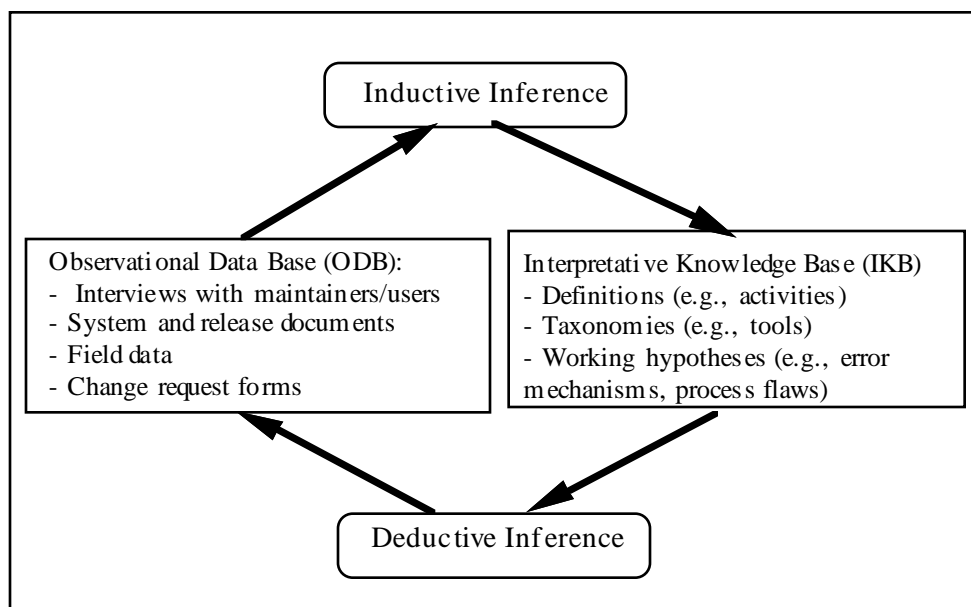 Inductive Inference
Observational Data Base (ODB):
- Interviews with maintainers/users
- System and release documents
- Field data
- Change request forms
Interpretative Knowledge Base (IKB)
- Definitions (e.g., activities)
- Taxonomies (e.g., tools)
- Working hypotheses (e.g., error
mechanisms, process flaws)
Deductive Inference